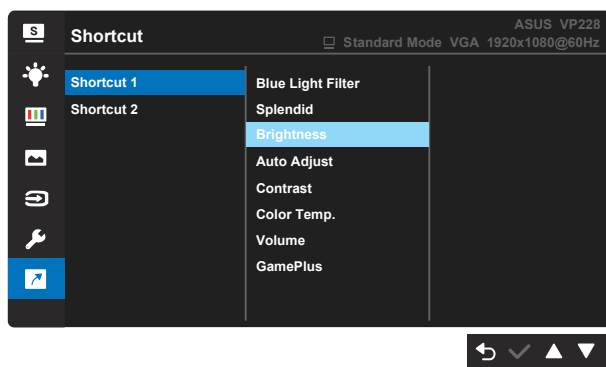 S
Shortcut
ASUS VP228
Standard Mode VGA 1920x1080@60Hz
Shortcut 1
Shortcut 2
Blue Light Filter
Splendid
Brightness
Auto Adjust
Contrast
Color Temp.
Volume
GamePlus